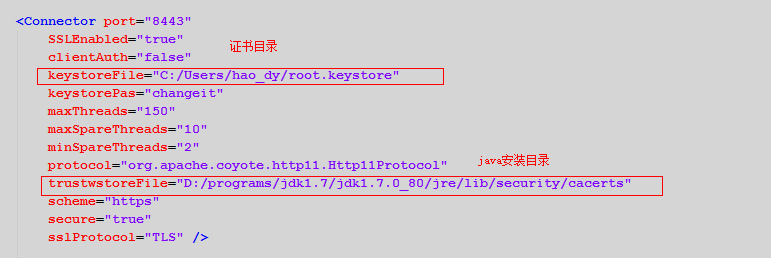 <Connector port="8443"
SSLEnabled="true"
证书目录
clientAuth="false"
keystoreFile="C:/Users/hao_dy/root.keystore"
keystorePas="changeit"
maxThreads="150"
maxSpareThreads="10"
minSpareThreads="2"
protocol="org.apache.coyote.http11.Http11Protocol"
java安装目录
trustwstoreFile="D:/programs/jdk1.7/jdk1.7.0_80/jre/lib/security/cacerts"
scheme="https"
secure="true"
sslProtocol="TLS" />